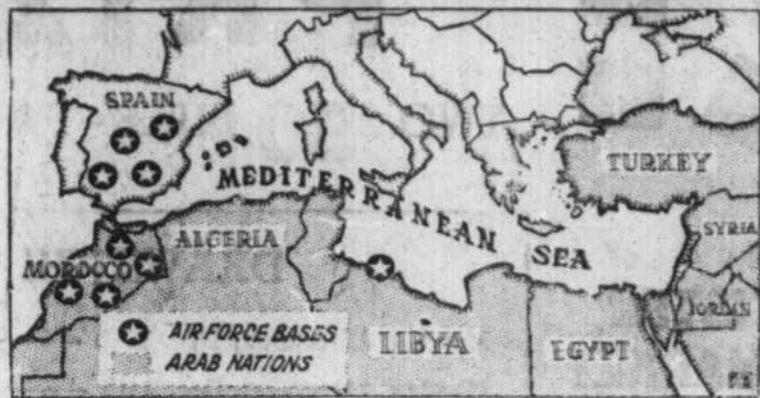 SPAIN
TURKEY
MEDITERRANEAN SEA
SYRIA
ALGERIA
MOROCCO
JORDAN
LIBYA
EGYPT
AIR FORCE BASES
ARAB NATIONS